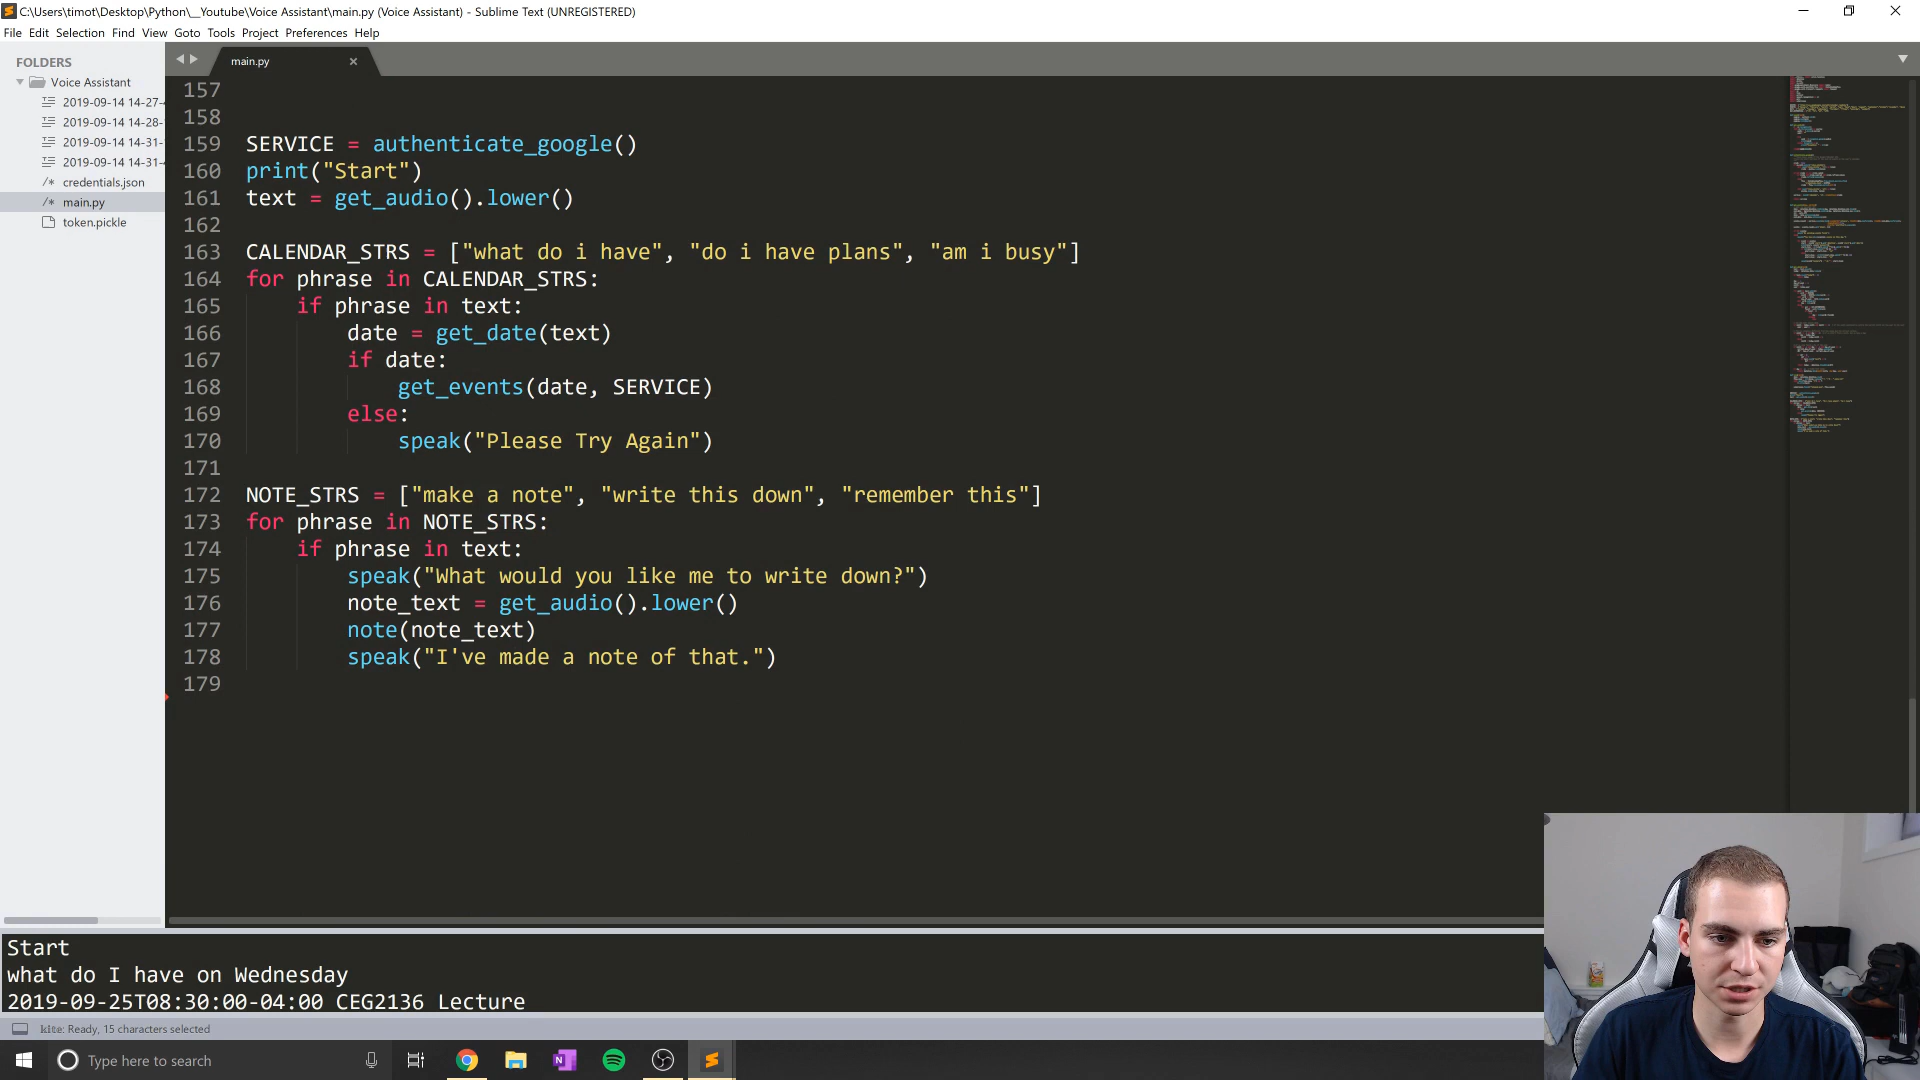 C:\Users\timot\Desktop\Python\__Youtube\Voice Assistant\main.py (Voice Assistant) - Sublime Text (UNREGISTERED)
File Edit Selection Find View Goto Tools Project Preferences Help
FOLDERS
Voice Assistant
2019-09-14 14-27-
2019-09-14 14-28-
2019-09-14 14-31-
2019-09-14 14-31-
credentials.json
main.py
token.pickle
main.py
157
158
159 SERVICE = authenticate_google()
160 print("Start")
161 text = get_audio().lower()
162
163 CALENDAR_STRS = ["what do i have", "do i have plans", "am i busy"]
164 for phrase in CALENDAR_STRS:
165 if phrase in text:
166 date = get_date(text)
167 if date:
168 get_events(date, SERVICE)
169 else:
170 speak("Please Try Again")
171
172 NOTE_STRS = ["make a note", "write this down", "remember this"]
173 for phrase in NOTE_STRS:
174 if phrase in text:
175 speak("What would you like me to write down?")
176 note_text = get_audio().lower()
177 note(note_text)
178 speak("I've made a note of that.")
179
Start
what do I have on Wednesday
2019-09-25T08:30:00-04:00 CEG2136 Lecture
kite: Ready, 15 characters selected
Type here to search